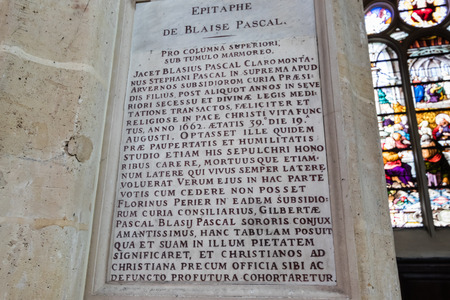 EPITAPHE
DE BLAISE PASCAL.
PRO COLUMNA SUPERIORI,
SUB TUMULO MARMOREO.
JACET BLASIUS PASCAL CLAROMONTA-
NUS STEPHANI PASCAL IN SUPREMA APUD
ARVERNOS SUBSIDIORUM CURIA PRÆSI-
DIS FILIUS, POST ALIQUOT ANNOS IN SEVE
RIORI SECESSU ET DIVINÆ LEGIS MEDI-
TATIONE TRANSACTOS, FÆLICITER ET
RELIGIOSE IN PACE CHRISTI VITA FUNC
TUS, ANNO 1662. ÆTATIS 39. DIE 19.
AUGUSTI. OPTASSET ILLE QUIDEM
PRÆ PAUPERTATIS ET HUMILITATIS
STUDIO ETIAM HIS SEPULCHRI HONO
RIBUS CARERE, MORTUUSQUE ETIAM-
NUM LATERE QUI VIVUS SEMPER LATERE
VOLUERAT. VERUM EJUS IN HAC PARTE
VOTIS CUM CEDERE NON POSSET
FLORINUS PERIER IN EADEM SUBSIDIO-
RUM CURIA CONSILIARIUS, GILBERTÆ
PASCAL BLASIJ PASCAL SORORIS CONJUX
AMANTISSIMUS, HANC TABULAM POSUIT
QUA ET SUAM IN ILLUM PIETATEM
SIGNIFICARET, ET CHRISTIANOS AD
CHRISTIANA PRECUM OFFICIA SIBI AC
DEFUNCTO PROFUTURA COHORTARETUR.